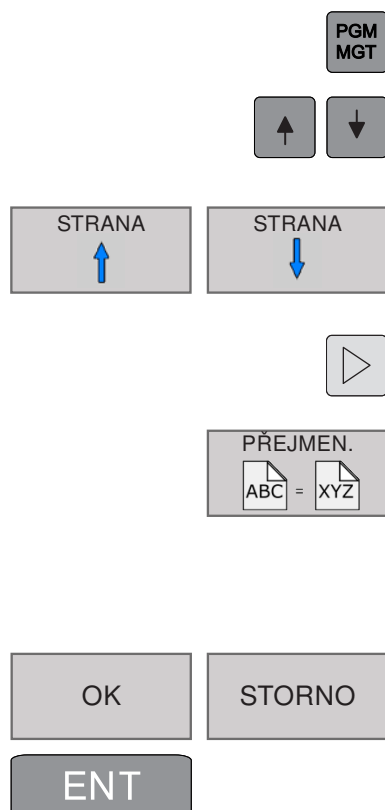 PGM
MGT
STRANA STRANA
PŘEJMEN.
ABC = XYZ
OK STORNO
ENT